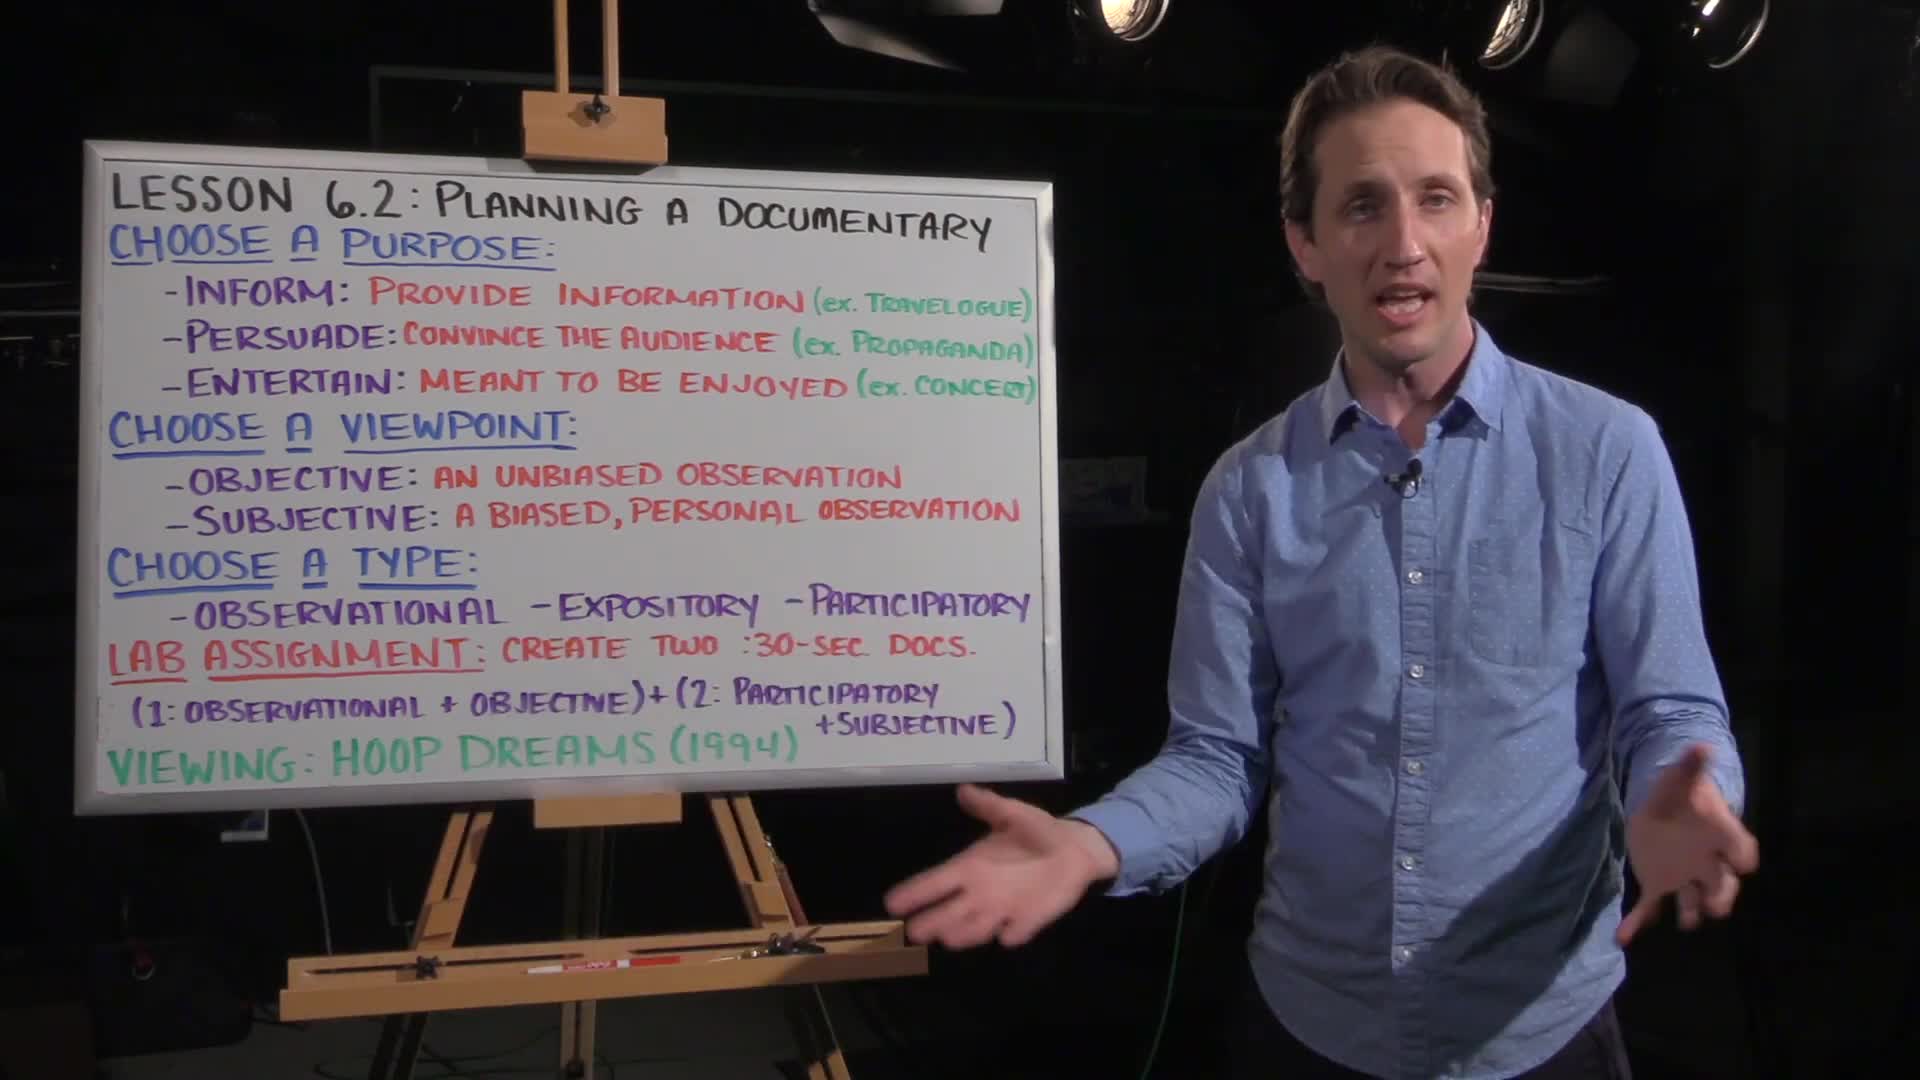 LESSON 6.2: PLANNING A DOCUMENTARY
CHOOSE A PURPOSE:
-INFORM: PROVIDE INFORMATION (ex. TRAVELOGUE)
-PERSUADE: CONVINCE THE AUDIENCE (ex. PROPAGANDA)
-ENTERTAIN: MEANT TO BE ENJOYED (ex. CONCERT)
CHOOSE A VIEWPOINT:
-OBJECTIVE: AN UNBIASED OBSERVATION
-SUBJECTIVE: A BIASED, PERSONAL OBSERVATION
CHOOSE A TYPE:
-OBSERVATIONAL -EXPOSITORY -PARTICIPATORY
LAB ASSIGNMENT: CREATE TWO :30-SEC DOCS.
(1: OBSERVATIONAL + OBJECTIVE) + (2: PARTICIPATORY
+SUBJECTIVE)
VIEWING: HOOP DREAMS (1994)